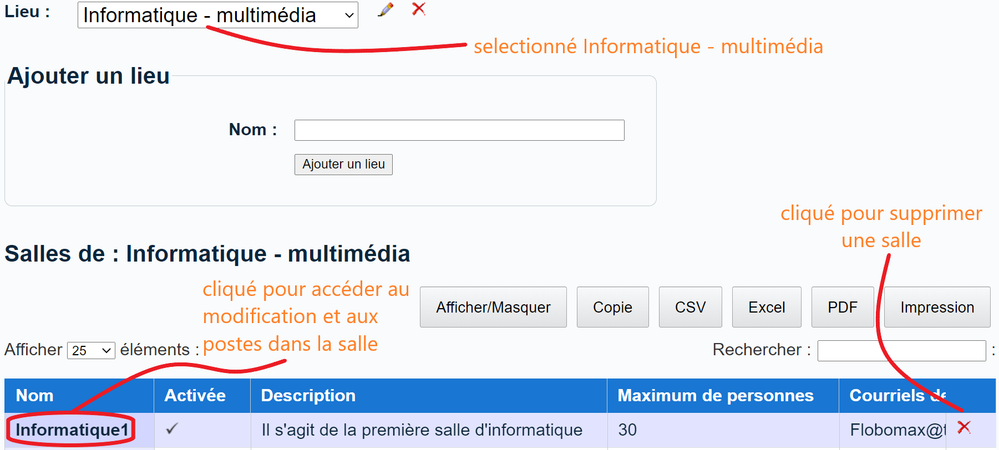 Lieu :
Informatique - multimédia
selectionné Informatique - multimédia
Ajouter un lieu
Nom :
Ajouter un lieu
cliqué pour supprimer
une salle
Salles de : Informatique - multimédia
cliqué pour accéder au
modification et aux
postes dans la salle
Afficher/Masquer Copie CSV Excel PDF Impression
Afficher 25 éléments :
Rechercher : :
Nom Activée Description Maximum de personnes Courriels
Informatique1 Il s'agit de la première salle d'informatique 30 Flobomax@